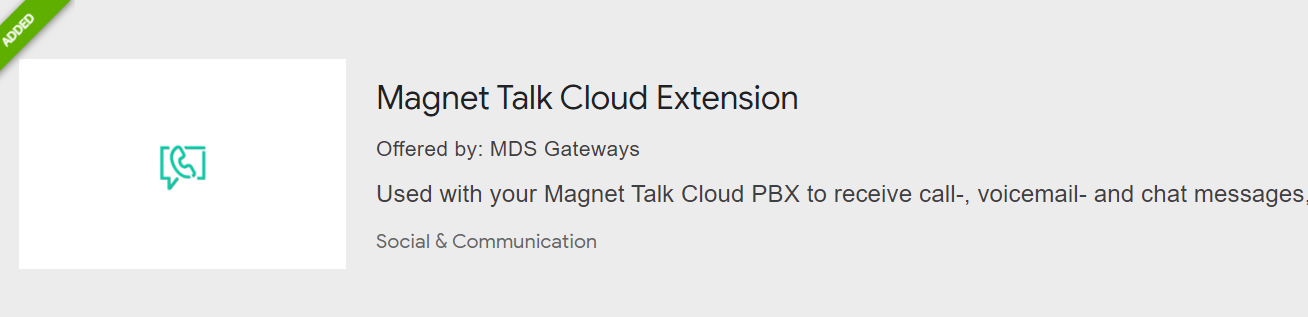 ADDED
Magnet Talk Cloud Extension
Offered by: MDS Gateways
Used with your Magnet Talk Cloud PBX to receive call-, voicemail- and chat messages,
Social & Communication